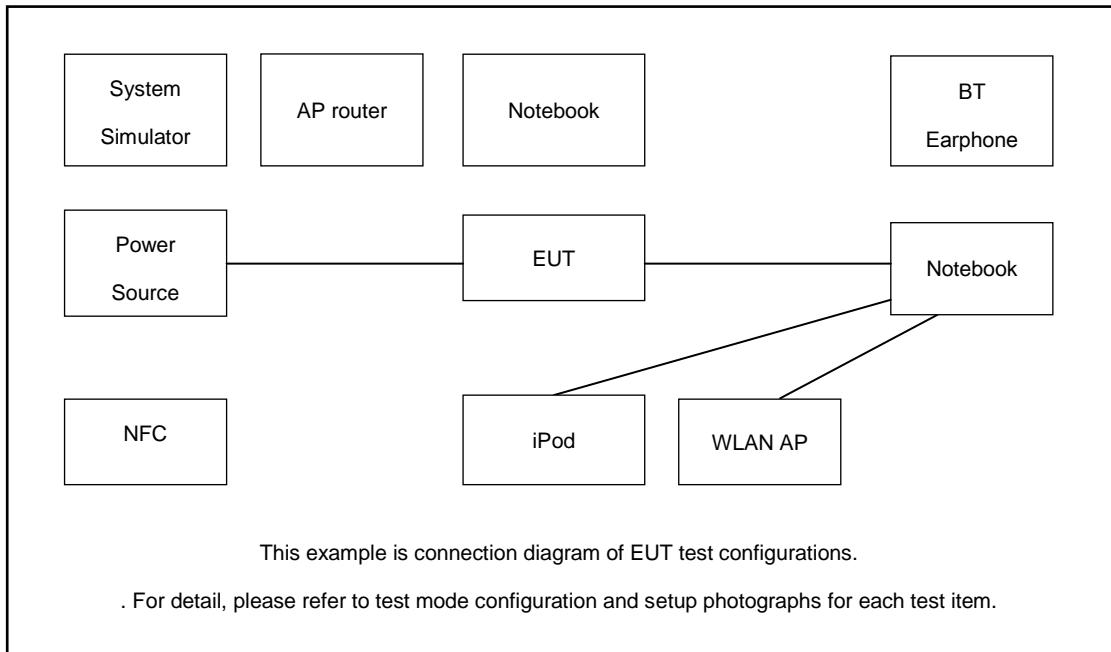 System
Simulator
AP router
Notebook
BT
Earphone
Power
Source
EUT
Notebook
NFC
iPod
WLAN AP
This example is connection diagram of EUT test configurations.
. For detail, please refer to test mode configuration and setup photographs for each test item.